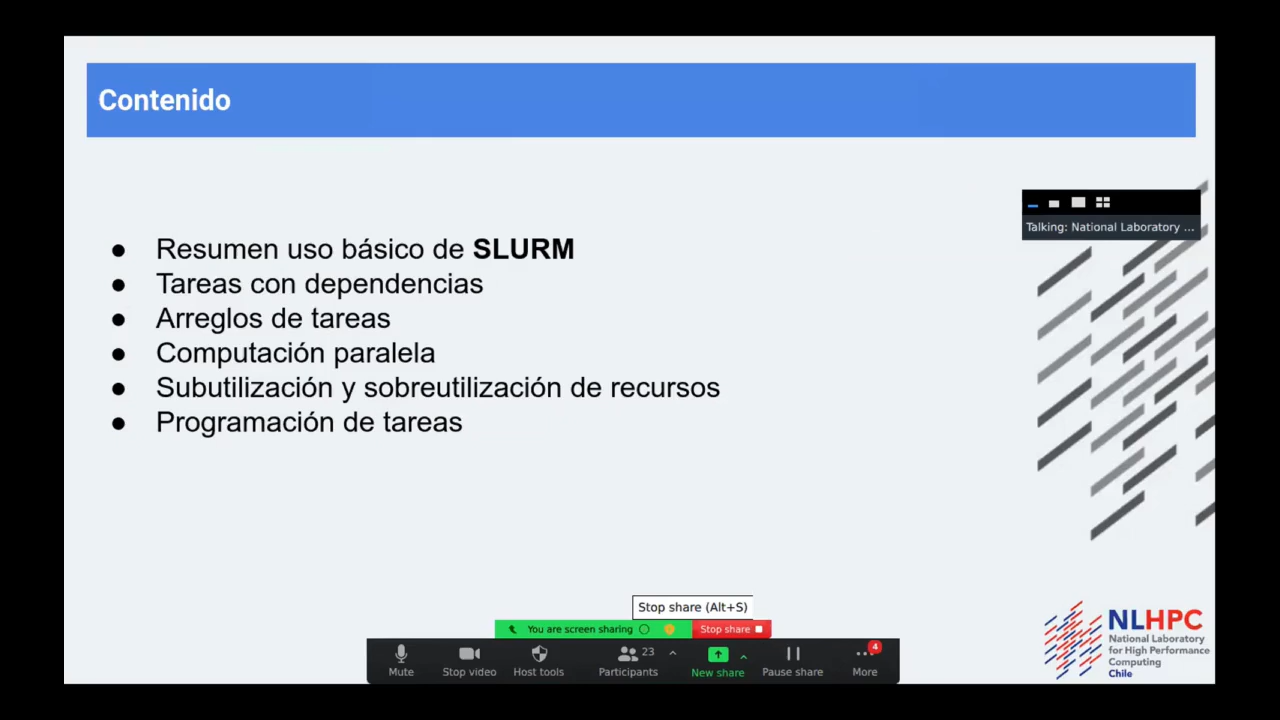 Contenido
Talking: National Laboratory ...
● Resumen uso básico de SLURM
● Tareas con dependencias
● Arreglos de tareas
● Computación paralela
● Subutilización y sobreutilización de recursos
● Programación de tareas
Stop share (Alt+S)
You are screen sharing Stop share
NLHPC
National Laboratory
for High Performance
Computing
Chile
23 4
Mute Stop video Host tools Participants New share Pause share More